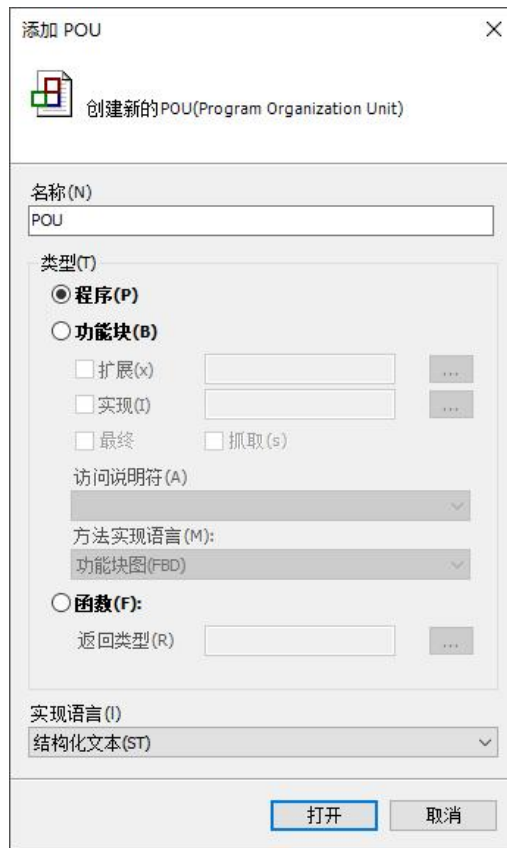 添加 POU
创建新的POU(Program Organization Unit)
名称(N)
POU
类型(T)
程序(P)
功能块(B)
扩展(x)
...
实现(I)
...
最终 抓取(s)
访问说明符(A)
方法实现语言(M):
功能块图(FBD)
函数(F):
返回类型(R)
...
实现语言(I)
结构化文本(ST)
打开 取消